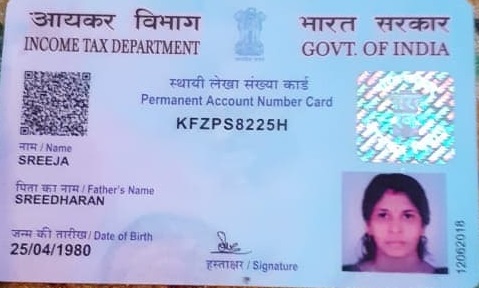 आयकर विभाग
INCOME TAX DEPARTMENT
भारत सरकार
GOVT. OF INDIA
स्थायी लेखा संख्या कार्ड
Permanent Account Number Card
KFZPS8225H
नाम / Name
SREEJA
पिता का नाम / Father's Name
SREEDHARAN
जन्म की तारीख / Date of Birth
25/04/1980
हस्ताक्षर / Signature
12062018